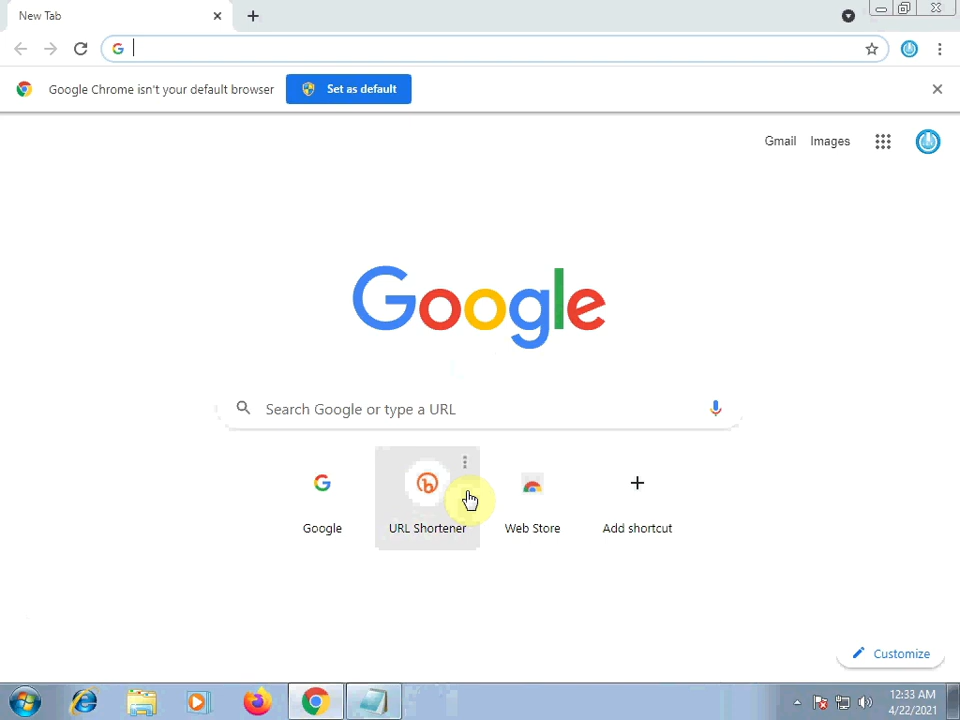 New Tab
Google Chrome isn't your default browser
Set as default
Gmail Images
Google
Search Google or type a URL
Google URL Shortener Web Store Add shortcut
Customize
12:33 AM
4/22/2021